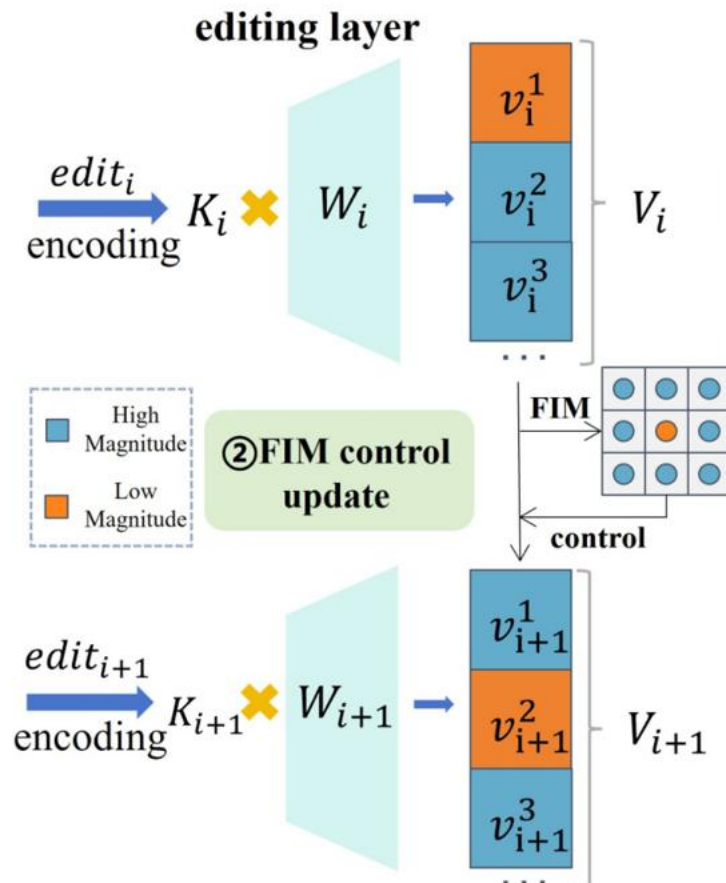 editing layer
edit_i
encoding
K_i
W_i
v_i^1
v_i^2
v_i^3
...
V_i
High
Magnitude
Low
Magnitude
②FIM control
update
FIM
control
edit_{i+1}
encoding
K_{i+1}
W_{i+1}
v_{i+1}^1
v_{i+1}^2
v_{i+1}^3
...
V_{i+1}